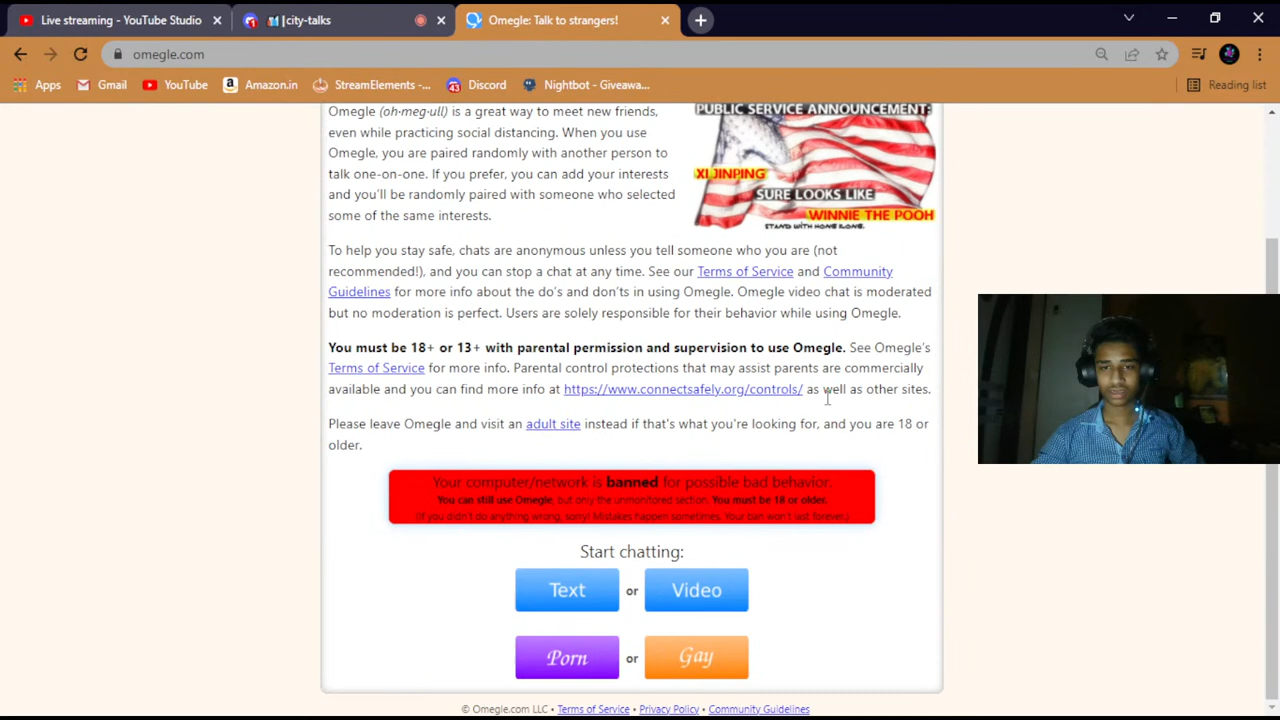 Live streaming - YouTube Studio
|city-talks
Omegle: Talk to strangers!
omegle.com
Apps
Gmail
YouTube
Amazon.in
StreamElements -...
43
Discord
Nightbot - Giveawa...
Reading list
Omegle (oh·meg·ull) is a great way to meet new friends,
even while practicing social distancing. When you use
Omegle, you are paired randomly with another person to
talk one-on-one. If you prefer, you can add your interests
and you'll be randomly paired with someone who selected
some of the same interests.
PUBLIC SERVICE ANNOUNCEMENT:
XI JINPING
SURE LOOKS LIKE
WINNIE THE POOH
STAND WITH HONG KONG.
To help you stay safe, chats are anonymous unless you tell someone who you are (not
recommended!), and you can stop a chat at any time. See our Terms of Service and Community
Guidelines for more info about the do's and don'ts in using Omegle. Omegle video chat is moderated
but no moderation is perfect. Users are solely responsible for their behavior while using Omegle.
You must be 18+ or 13+ with parental permission and supervision to use Omegle. See Omegle's
Terms of Service for more info. Parental control protections that may assist parents are commercially
available and you can find more info at https://www.connectsafely.org/controls/ as well as other sites.
Please leave Omegle and visit an adult site instead if that's what you're looking for, and you are 18 or
older.
Your computer/network is banned for possible bad behavior.
You can still use Omegle, but only the unmonitored section. You must be 18 or older.
(If you didn't do anything wrong, sorry! Mistakes happen sometimes. Your ban won't last forever.)
Start chatting:
Text or Video
Porn or Gay
© Omegle.com LLC • Terms of Service • Privacy Policy • Community Guidelines